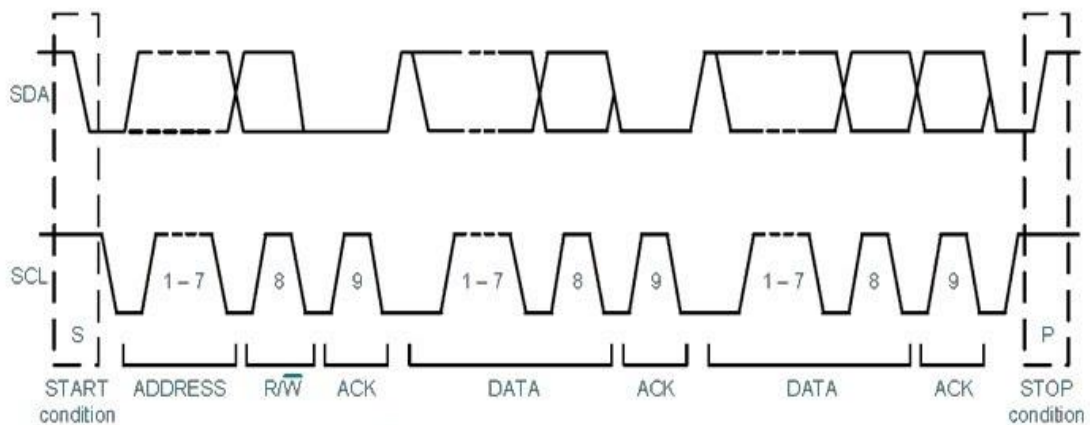 SDA
SCL
1 – 7 8 9 1 – 7 8 9 1 – 7 8 9
S P
START condition ADDRESS R/W̅ ACK DATA ACK DATA ACK STOP condition